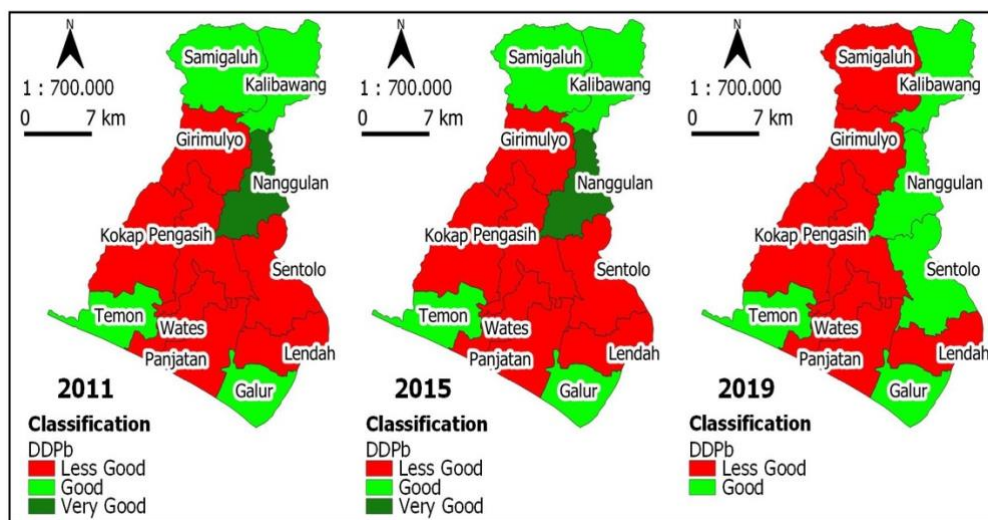 N
1 : 700.000
0 7 km
Samigaluh
Kalibawang
Girimulyo
Nanggulan
Kokap
Pengasih
Sentolo
Temon
Wates
Panjatan
Lendah
Galur
2011
Classification
DDPb
Less Good
Good
Very Good
N
1 : 700.000
0 7 km
Samigaluh
Kalibawang
Girimulyo
Nanggulan
Kokap
Pengasih
Sentolo
Temon
Wates
Panjatan
Lendah
Galur
2015
Classification
DDPb
Less Good
Good
Very Good
N
1 : 700.000
0 7 km
Samigaluh
Kalibawang
Girimulyo
Nanggulan
Kokap
Pengasih
Sentolo
Temon
Wates
Panjatan
Lendah
Galur
2019
Classification
DDPb
Less Good
Good